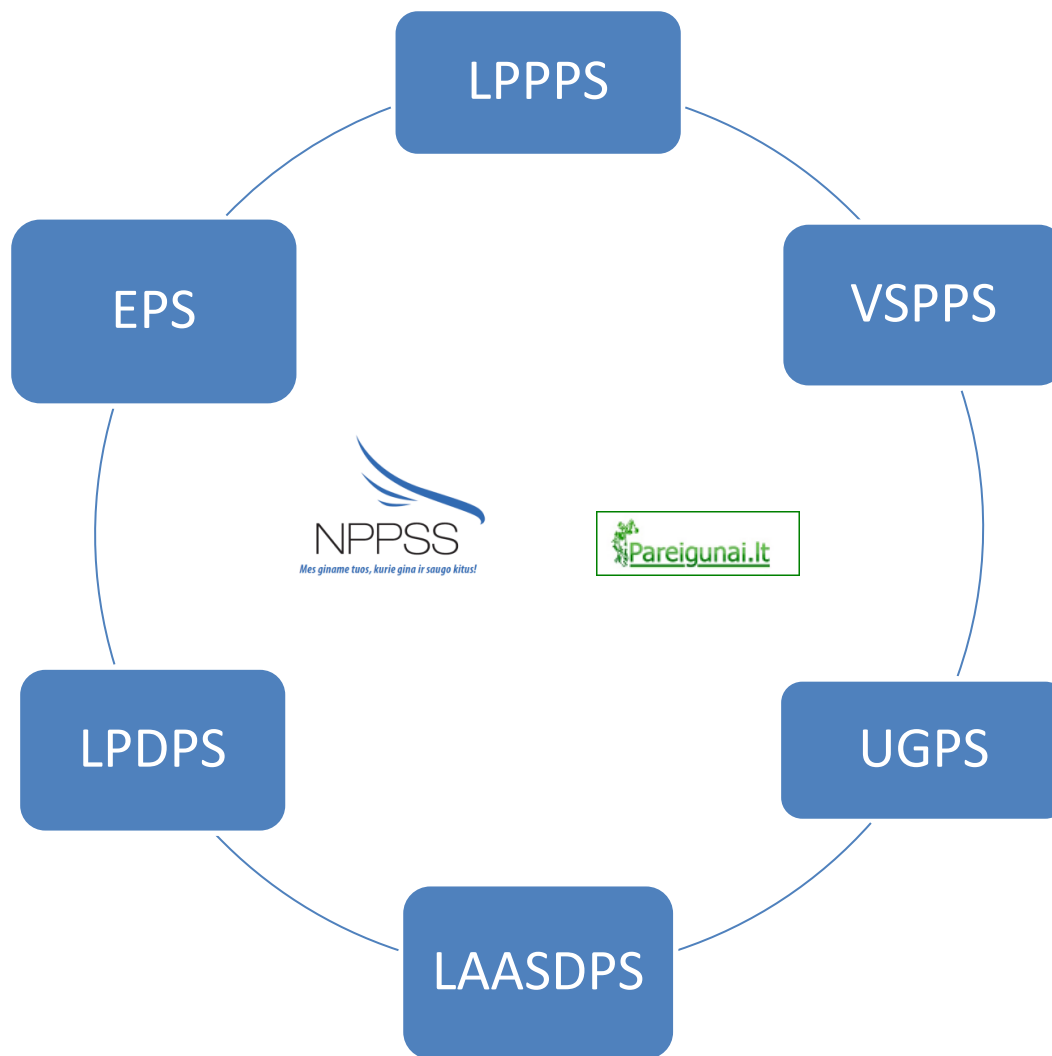 LPPPS
EPS
VSPPS
NPPSS
Mes giname tuos, kurie gina ir saugo kitus!
Pareigunai.lt
LPDPS
UGPS
LAASDPS